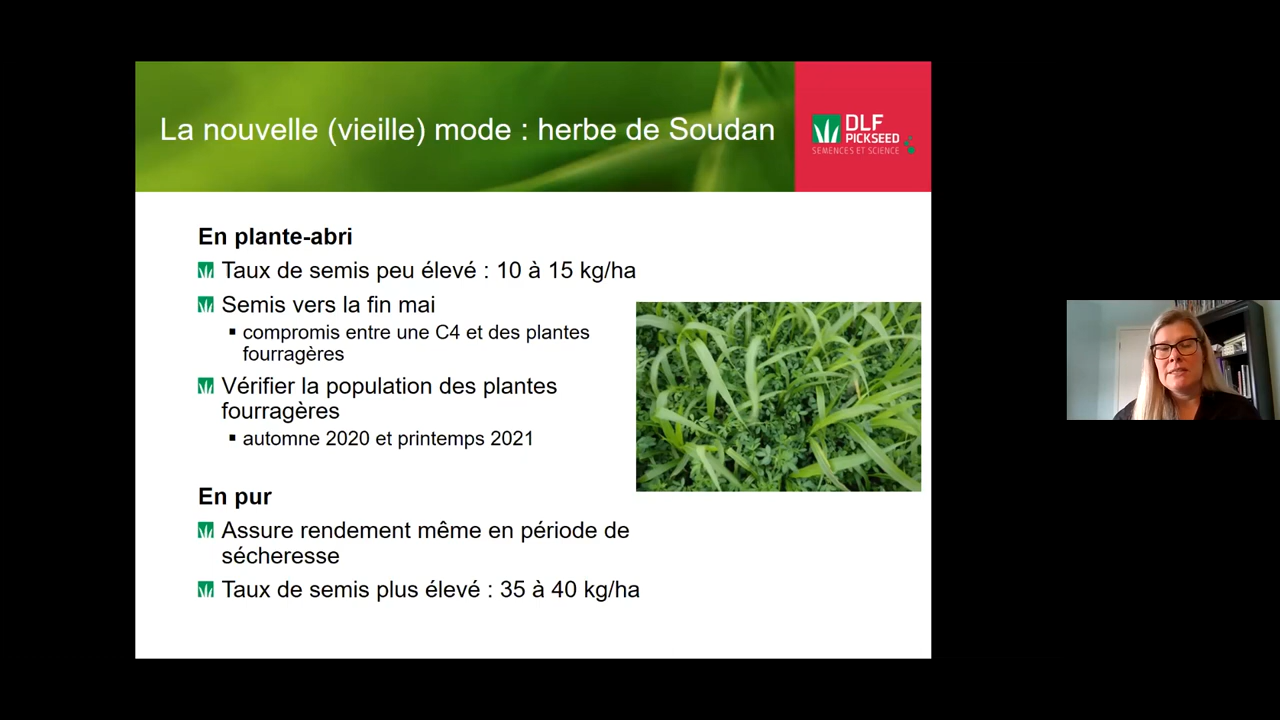 La nouvelle (vieille) mode : herbe de Soudan
DLF
PICKSEED
SEMENCES ET SCIENCE
En plante-abri
Taux de semis peu élevé : 10 à 15 kg/ha
Semis vers la fin mai
compromis entre une C4 et des plantes
fourragères
Vérifier la population des plantes
fourragères
automne 2020 et printemps 2021
En pur
Assure rendement même en période de
sécheresse
Taux de semis plus élevé : 35 à 40 kg/ha